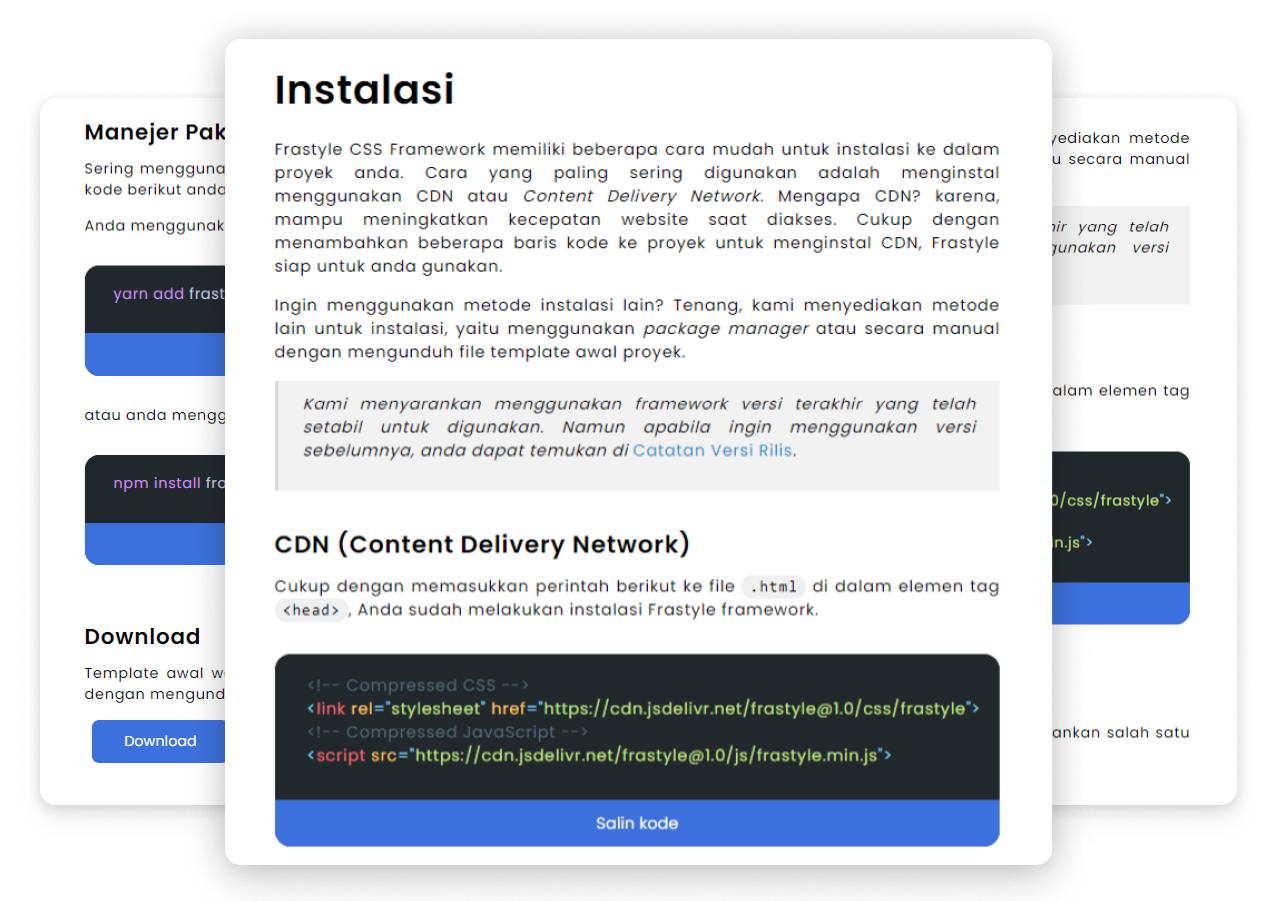 Instalasi
Frastyle CSS Framework memiliki beberapa cara mudah untuk instalasi ke dalam
proyek anda. Cara yang paling sering digunakan adalah menginstal
menggunakan CDN atau Content Delivery Network. Mengapa CDN? karena,
mampu meningkatkan kecepatan website saat diakses. Cukup dengan
menambahkan beberapa baris kode ke proyek untuk menginstal CDN, Frastyle
siap untuk anda gunakan.
Ingin menggunakan metode instalasi lain? Tenang, kami menyediakan metode
lain untuk instalasi, yaitu menggunakan package manager atau secara manual
dengan mengunduh file template awal proyek.
Kami menyarankan menggunakan framework versi terakhir yang telah
setabil untuk digunakan. Namun apabila ingin menggunakan versi
sebelumnya, anda dapat temukan di Catatan Versi Rilis.
CDN (Content Delivery Network)
Cukup dengan memasukkan perintah berikut ke file .html di dalam elemen tag
<head>, Anda sudah melakukan instalasi Frastyle framework.
<!-- Compressed CSS -->
<link rel="stylesheet" href="https://cdn.jsdelivr.net/frastyle@1.0/css/frastyle">
<!-- Compressed JavaScript -->
<script src="https://cdn.jsdelivr.net/frastyle@1.0/js/frastyle.min.js">
Salin kode
Manejer Pak
Sering mengguna
kode berikut anda
Anda menggunak
yarn add frast
atau anda mengg
npm install fra
Download
Template awal w
dengan mengund
Download
yediakan metode
u secara manual
hir yang telah
gunakan versi
alam elemen tag
0/css/frastyle">
in.js">
ankan salah satu